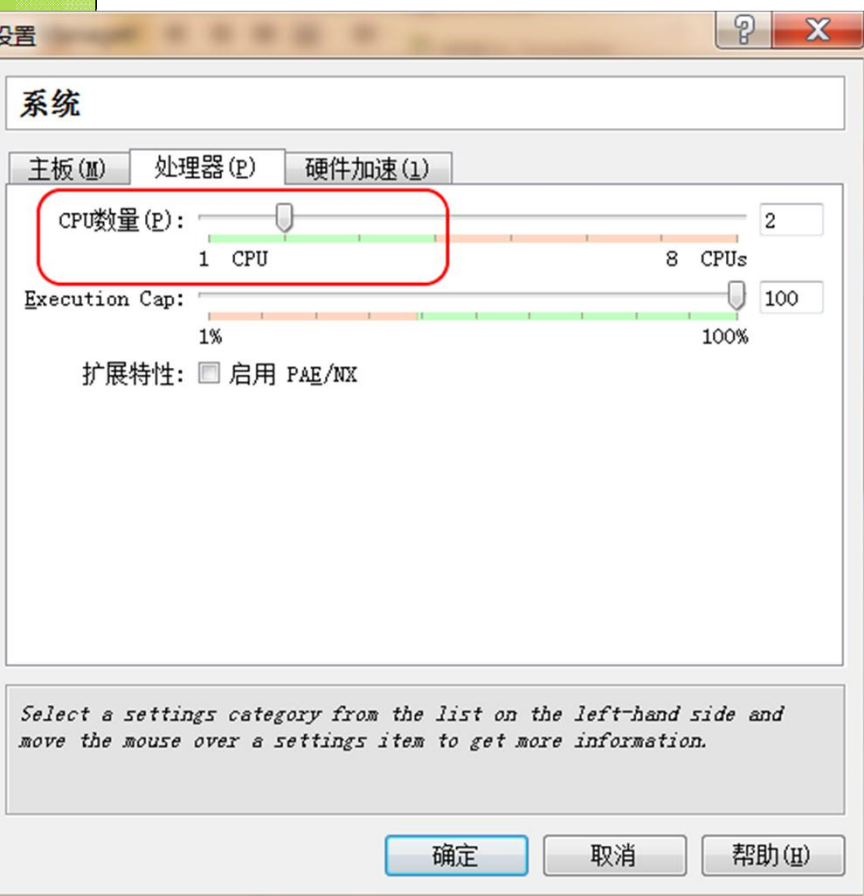 设置
系统
主板(M) 处理器(P) 硬件加速(l)
CPU数量(P): 2
1 CPU 8 CPUs
Execution Cap: 100
1% 100%
扩展特性: 启用 PAE/NX
Select a settings category from the list on the left-hand side and
move the mouse over a settings item to get more information.
确定 取消 帮助(H)